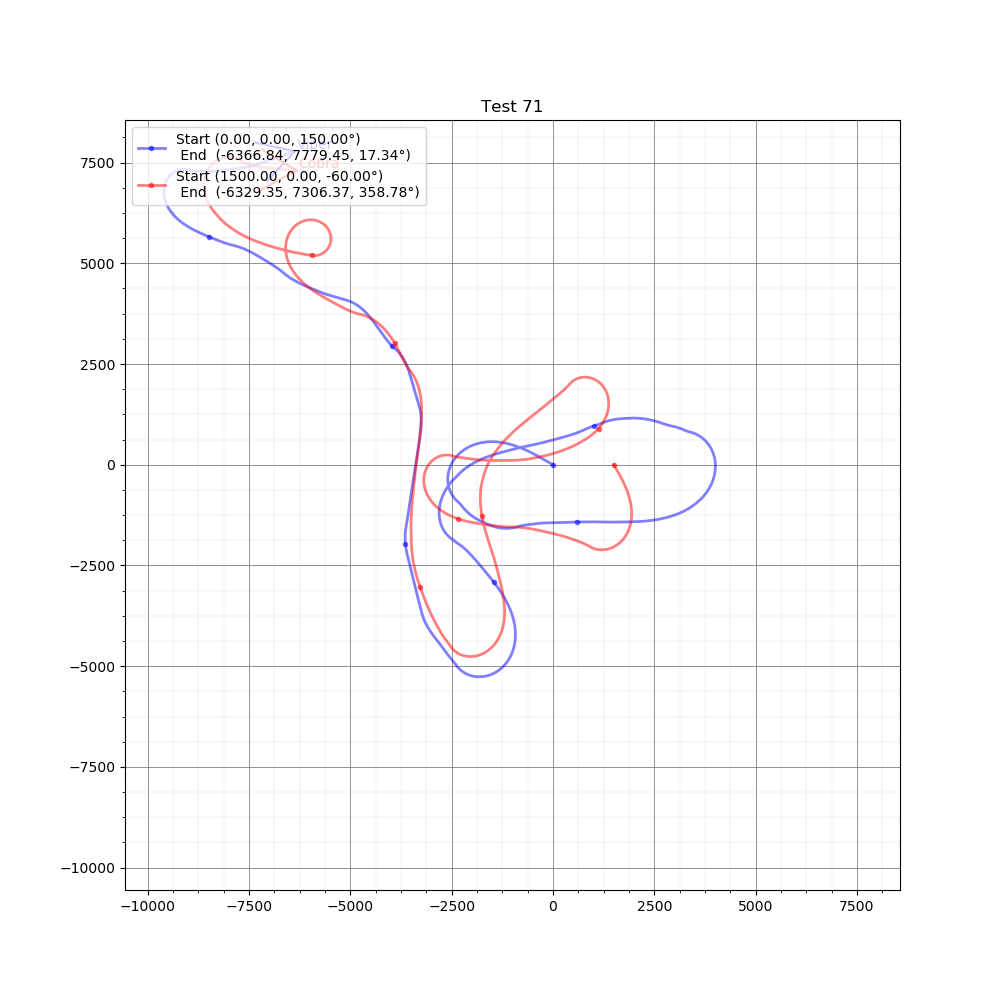 Test 71
Start (0.00, 0.00, 150.00°)
End (-6366.84, 7779.45, 17.34°)
Start (1500.00, 0.00, -60.00°)
End (-6329.35, 7306.37, 358.78°)
Cobra
7500
5000
2500
0
−2500
−5000
−7500
−10000
−10000 −7500 −5000 −2500 0 2500 5000 7500